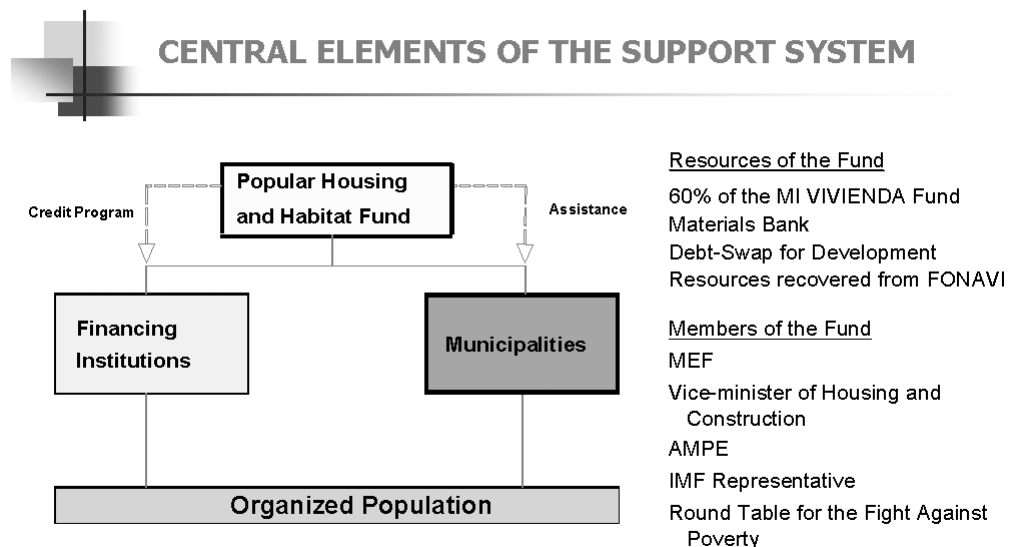 CENTRAL ELEMENTS OF THE SUPPORT SYSTEM
Popular Housing
and Habitat Fund
Credit Program
Assistance
Financing
Institutions
Municipalities
Organized Population
Resources of the Fund
60% of the MI VIVIENDA Fund
Materials Bank
Debt-Swap for Development
Resources recovered from FONAVI
Members of the Fund
MEF
Vice-minister of Housing and
Construction
AMPE
IMF Representative
Round Table for the Fight Against
Poverty